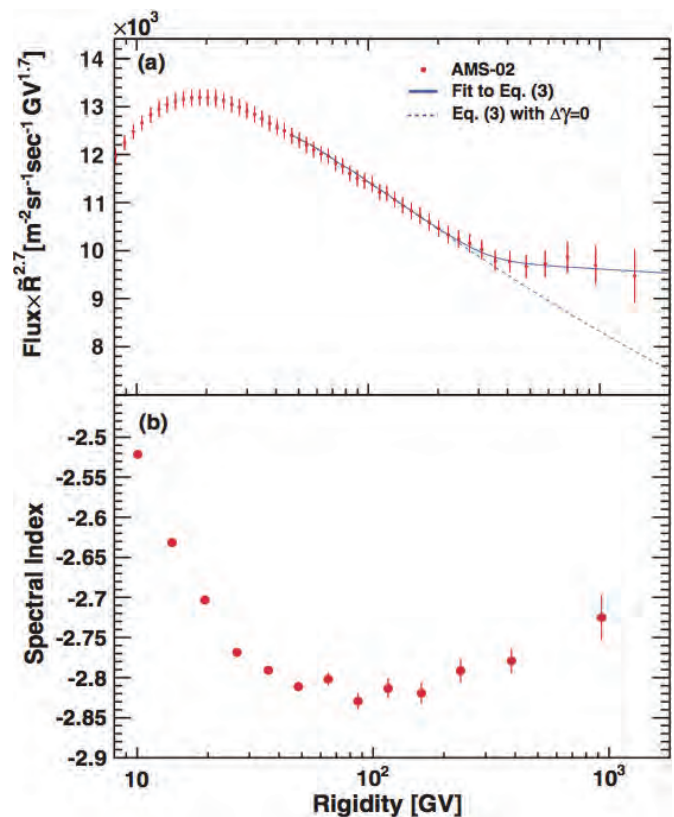 ×10³
(a)
AMS-02
Fit to Eq. (3)
Eq. (3) with Δγ=0
Flux×R̃²·⁷ [m⁻²sr⁻¹sec⁻¹ GV¹·⁷]
14
13
12
11
10
9
8
(b)
Spectral Index
-2.5
-2.55
-2.6
-2.65
-2.7
-2.75
-2.8
-2.85
-2.9
10
10²
10³
Rigidity [GV]